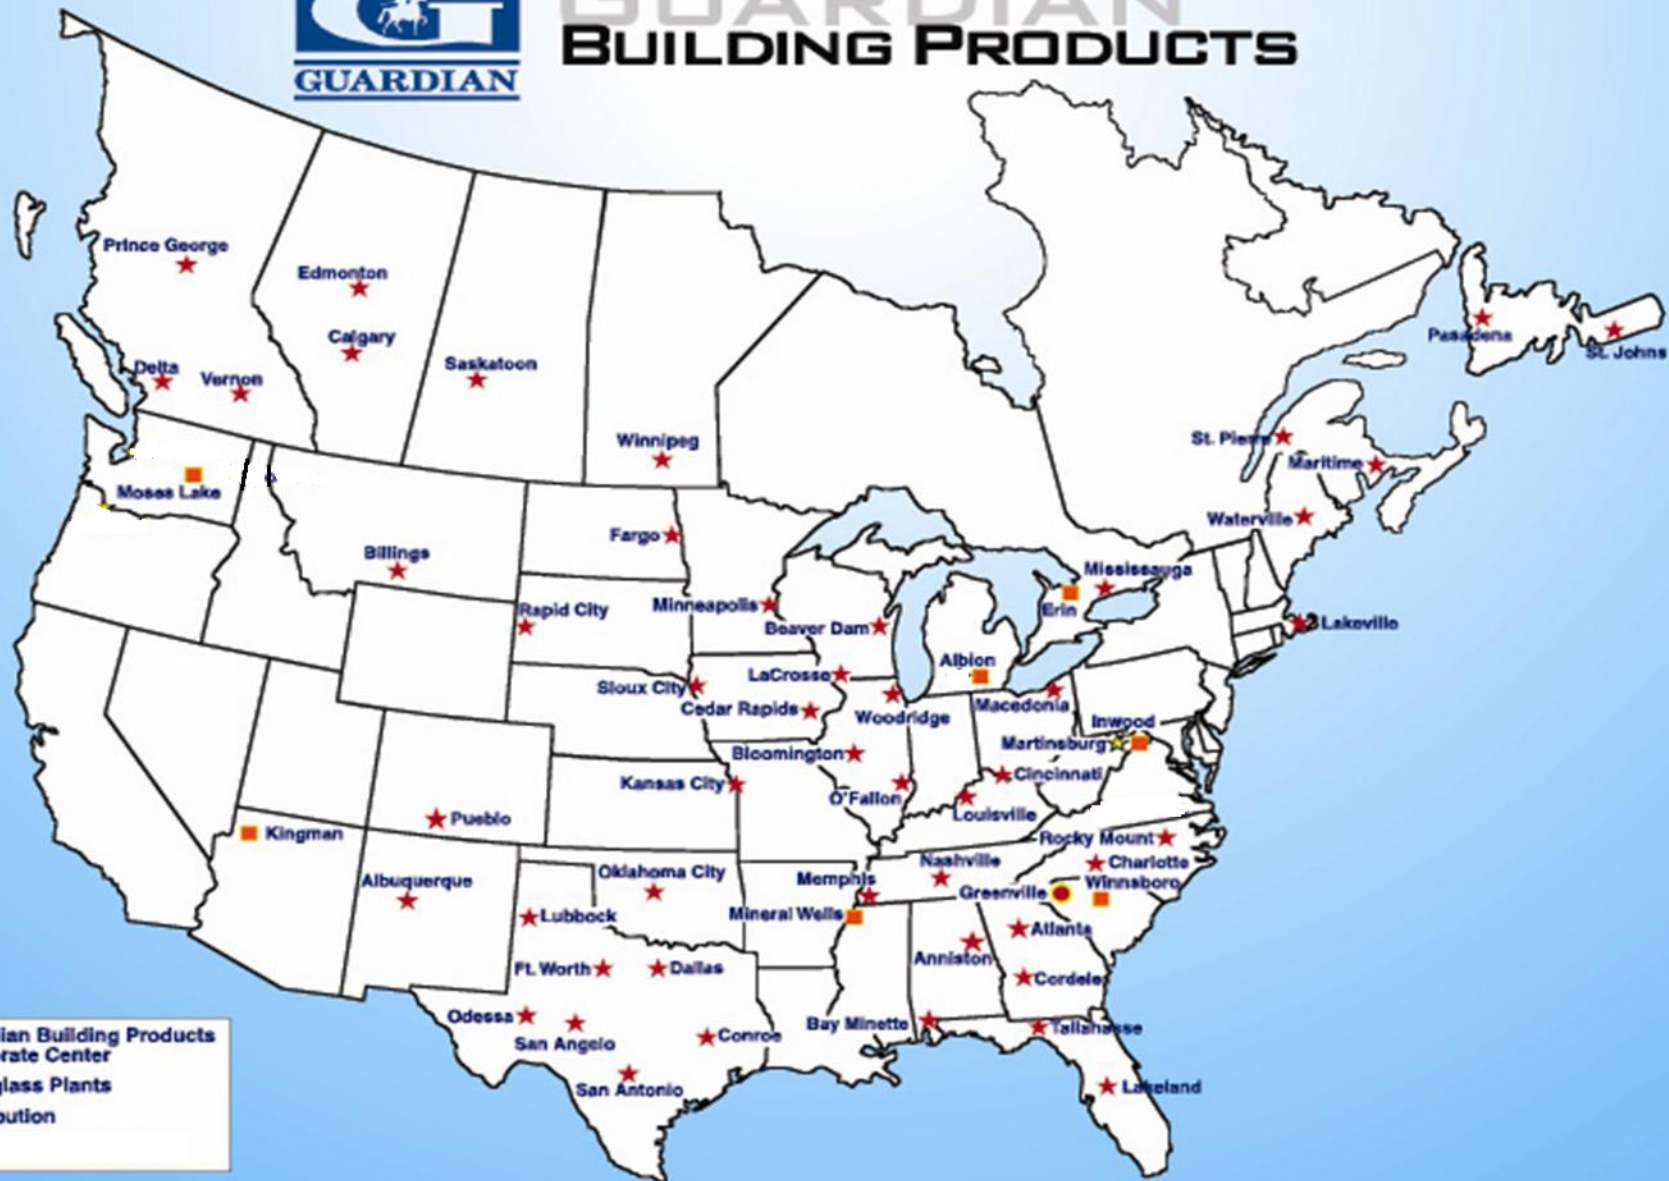 GUARDIAN
BUILDING PRODUCTS
GUARDIAN
Prince George
Edmonton
Calgary
Pasadena
St. Johns
Delta
Vernon
Saskatoon
Winnipeg
St. Pierre
Maritime
Moses Lake
Waterville
Fargo
Billings
Mississauga
Rapid City
Minneapolis
Erin
Beaver Dam
Lakeville
Albion
LaCrosse
Sioux City
Cedar Rapids
Woodridge
Macedonia
Inwood
Martinsburg
Bloomington
Cincinnati
Kansas City
O'Fallon
Louisville
Pueblo
Kingman
Rocky Mount
Nashville
Charlotte
Oklahoma City
Albuquerque
Memphis
Winnsboro
Greenville
Lubbock
Mineral Wells
Atlanta
Anniston
Ft. Worth
Dallas
Cordele
Odessa
Bay Minette
Tallahasse
San Angelo
Conroe
San Antonio
Lakeland
ian Building Products
rate Center
glass Plants
bution